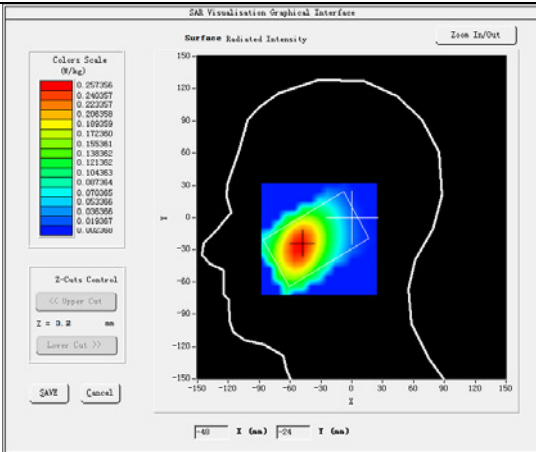 SAR Visualisation Graphical Interface
Surface Radiated Intensity
Zoom In/Out
Colors Scale
(W/kg)
0.257356
0.240357
0.223357
0.206358
0.189359
0.172360
0.155361
0.138362
0.121362
0.104363
0.087364
0.070365
0.053366
0.036366
0.019367
0.002368
150
120
90
60
30
0
-30
-60
-90
-120
-150
Y
-150 -120 -90 -60 -30 0 30 60 90 120 150
X
Z-Cuts Control
<< Upper Cut
Z = 3.2 mm
Lower Cut >>
SAVE Cancel
-48 X (mm) -24 Y (mm)